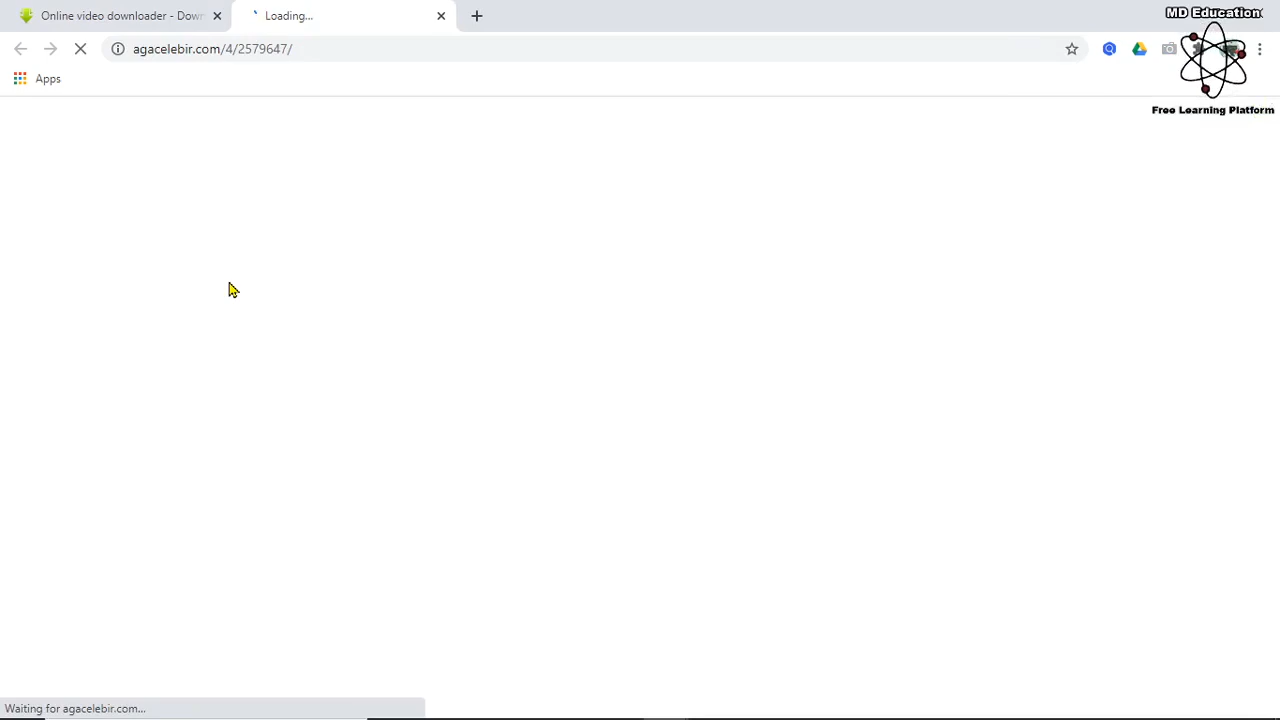 Online video downloader - Dow
Loading...
MD Education
agacelebir.com/4/2579647/
Apps
Free Learning Platform
Waiting for agacelebir.com...